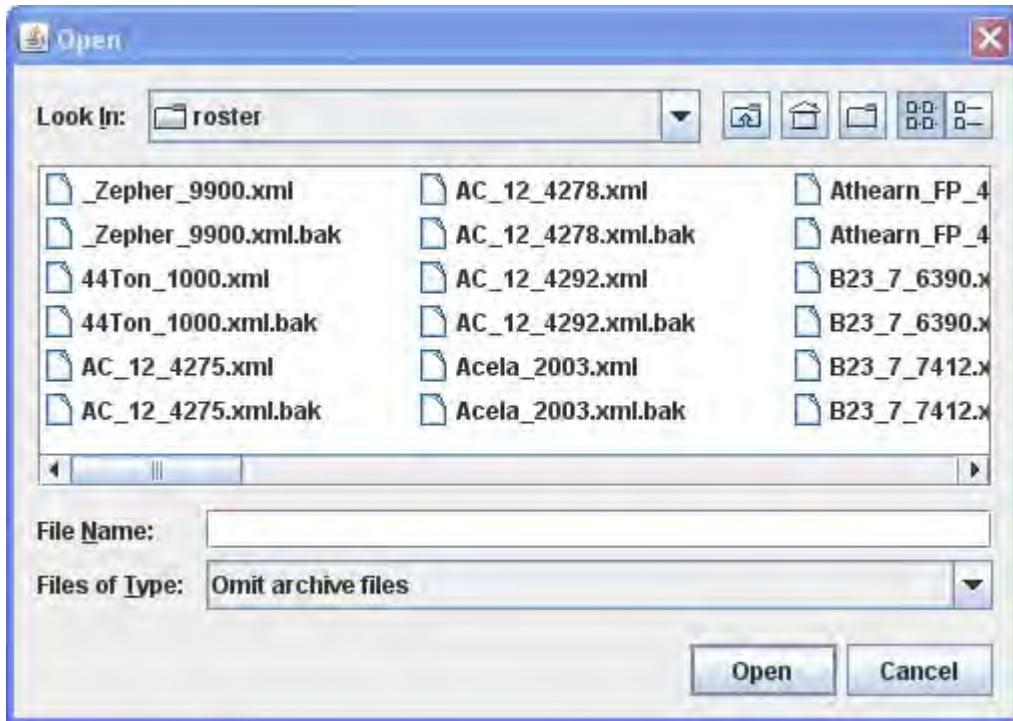 Open
Look In: roster
_Zepher_9900.xml
_Zepher_9900.xml.bak
44Ton_1000.xml
44Ton_1000.xml.bak
AC_12_4275.xml
AC_12_4275.xml.bak
AC_12_4278.xml
AC_12_4278.xml.bak
AC_12_4292.xml
AC_12_4292.xml.bak
Acela_2003.xml
Acela_2003.xml.bak
Athearn_FP_4
Athearn_FP_4
B23_7_6390.x
B23_7_6390.x
B23_7_7412.x
B23_7_7412.x
File Name:
Files of Type: Omit archive files
Open Cancel